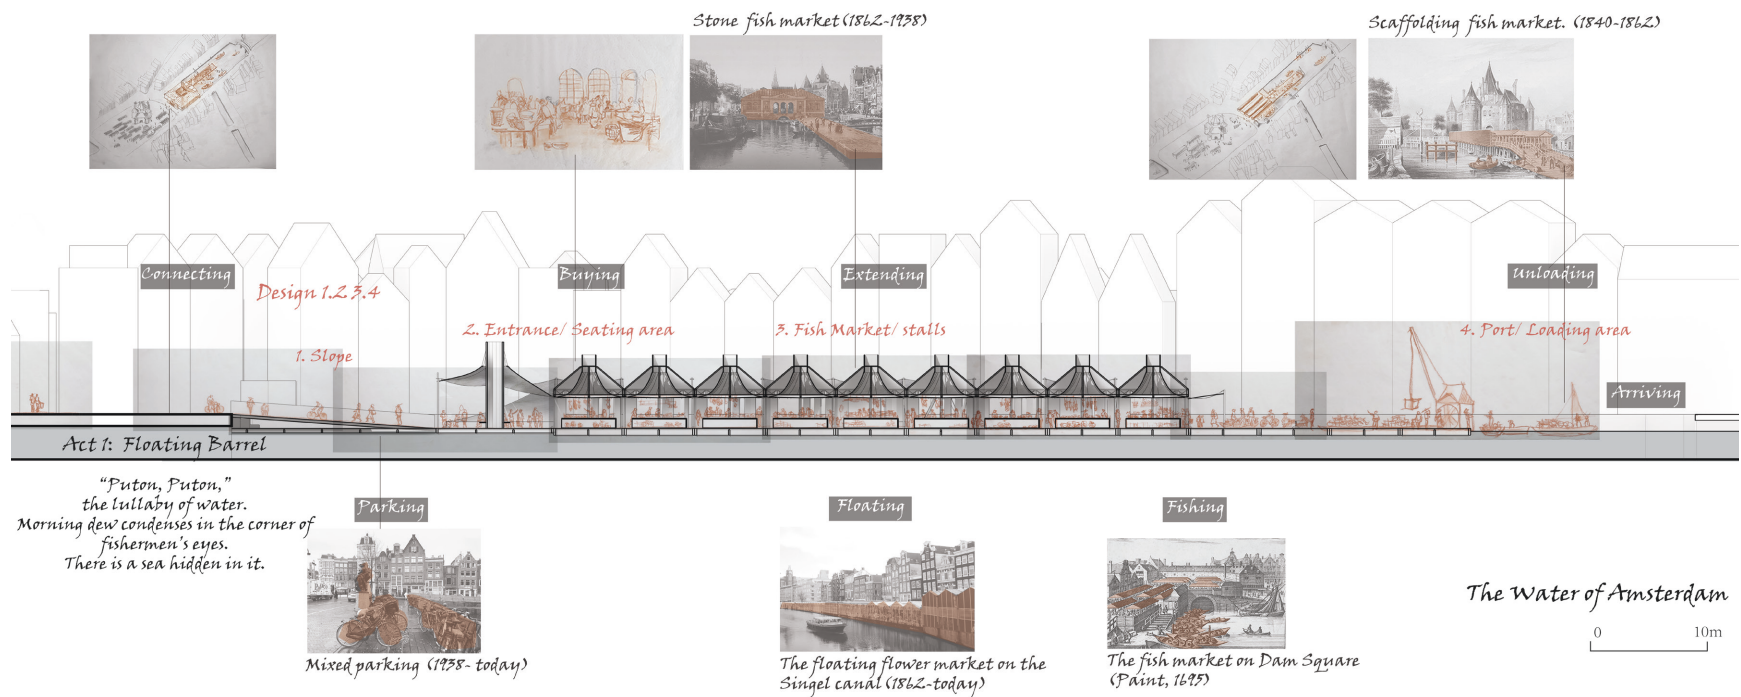 Stone fish market (1862-1938)
Scaffolding fish market. (1840-1862)
Connecting
Buying
Extending
Unloading
Design 1.2.3.4
2. Entrance/ Seating area
3. Fish Market/ stalls
4. Port/ Loading area
1. Slope
Arriving
Act 1: Floating Barrel
"Puton, Puton,"
the lullaby of water.
Morning dew condenses in the corner of
fishermen's eyes.
There is a sea hidden in it.
Parking
Floating
Fishing
The Water of Amsterdam
0 10m
Mixed parking (1938- today)
The floating flower market on the
Singel canal (1862-today)
The fish market on Dam Square
(Paint, 1695)